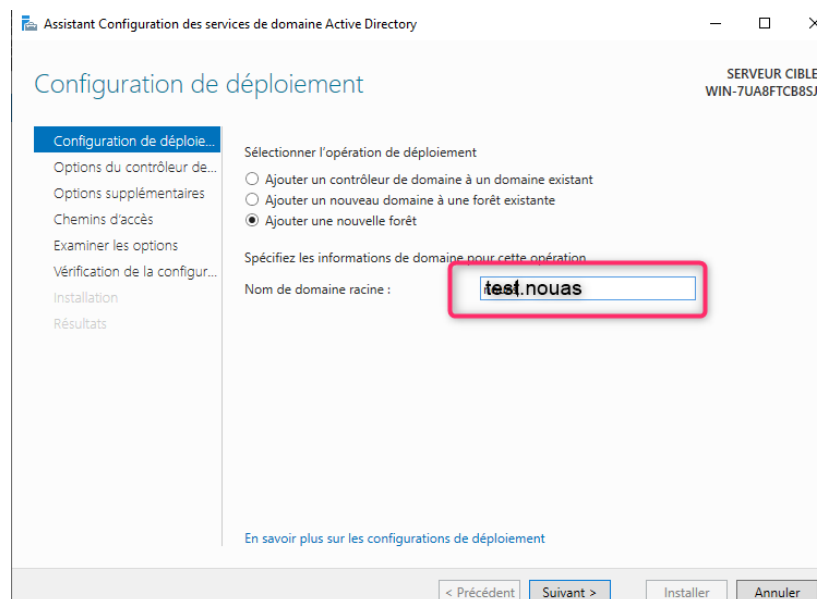 Assistant Configuration des services de domaine Active Directory
Configuration de déploiement
SERVEUR CIBLE
WIN-7UA8FTCB8SJ
Configuration de déploie...
Options du contrôleur de...
Options supplémentaires
Chemins d'accès
Examiner les options
Vérification de la configur...
Installation
Résultats
Sélectionner l'opération de déploiement
Ajouter un contrôleur de domaine à un domaine existant
Ajouter un nouveau domaine à une forêt existante
Ajouter une nouvelle forêt
Spécifiez les informations de domaine pour cette opération
Nom de domaine racine :
test.nouas
En savoir plus sur les configurations de déploiement
< Précédent
Suivant >
Installer
Annuler